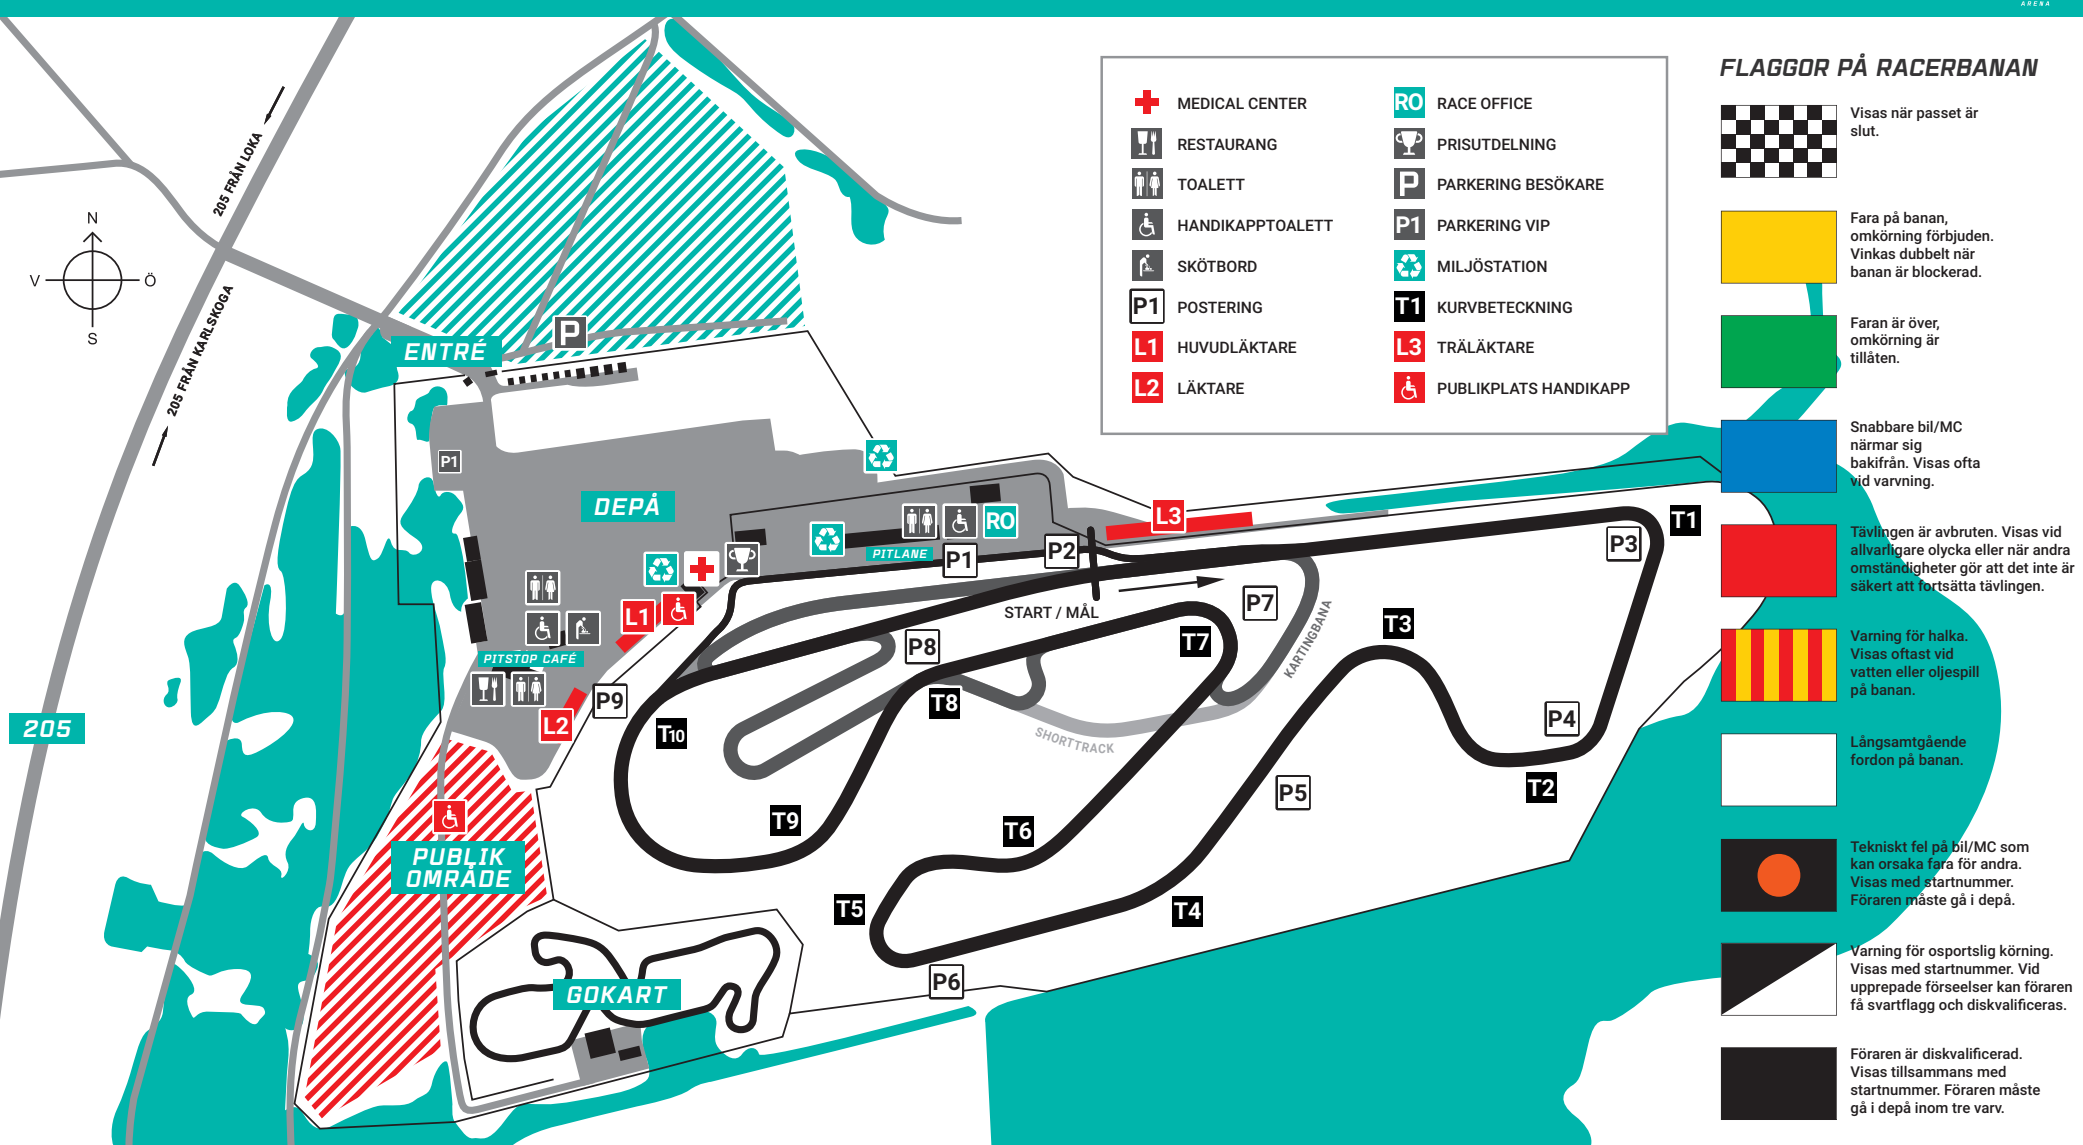 ARENA
FLAGGOR PÅ RACERBANAN
Visas när passet är
slut.
Fara på banan,
omkörning förbjuden.
Vinkas dubbelt när
banan är blockerad.
Faran är över,
omkörning är
tillåten.
Snabbare bil/MC
närmar sig
bakifrån. Visas ofta
vid varvning.
Tävlingen är avbruten. Visas vid
allvarligare olycka eller när andra
omständigheter gör att det inte är
säkert att fortsätta tävlingen.
Varning för halka.
Visas oftast vid
vatten eller oljespill
på banan.
Långsamtgående
fordon på banan.
Tekniskt fel på bil/MC som
kan orsaka fara för andra.
Visas med startnummer.
Föraren måste gå i depå.
Varning för osportslig körning.
Visas med startnummer. Vid
upprepade förseelser kan föraren
få svartflagg och diskvalificeras.
Föraren är diskvalificerad.
Visas tillsammans med
startnummer. Föraren måste
gå i depå inom tre varv.
MEDICAL CENTER
RESTAURANG
TOALETT
HANDIKAPPTOALETT
SKÖTBORD
P1 POSTERING
L1 HUVUDLÄKTARE
L2 LÄKTARE
RO RACE OFFICE
PRISUTDELNING
P PARKERING BESÖKARE
P1 PARKERING VIP
MILJÖSTATION
T1 KURVBETECKNING
L3 TRÄLÄKTARE
PUBLIKPLATS HANDIKAPP
205 FRÅN LOKA
205 FRÅN KARLSKOGA
N
V
Ö
S
205
ENTRÉ
P
P1
DEPÅ
RO
PITLANE
P1
P2
L3
T1
P3
START / MÅL
P7
KARTINGBANA
T3
T7
P8
T8
SHORTTRACK
L1
PITSTOP CAFÉ
L2
P9
T10
P4
T2
P5
T9
T6
T5
T4
P6
PUBLIK
OMRÅDE
GOKART